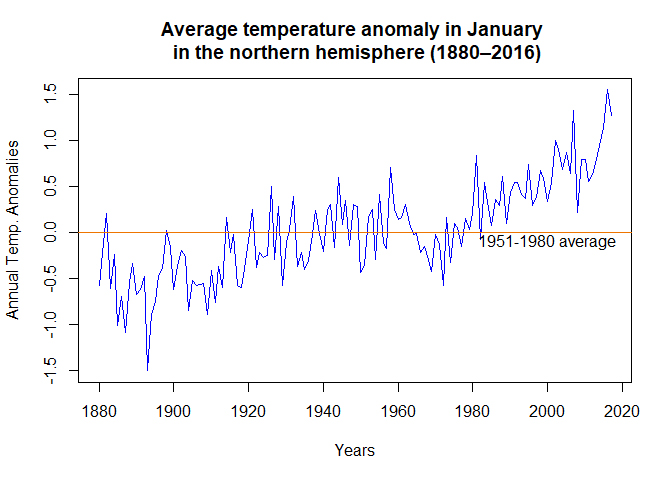 Average temperature anomaly in January
in the northern hemisphere (1880–2016)
Annual Temp. Anomalies
1.5
1.0
0.5
0.0
-0.5
-1.0
-1.5
1951-1980 average
1880 1900 1920 1940 1960 1980 2000 2020
Years